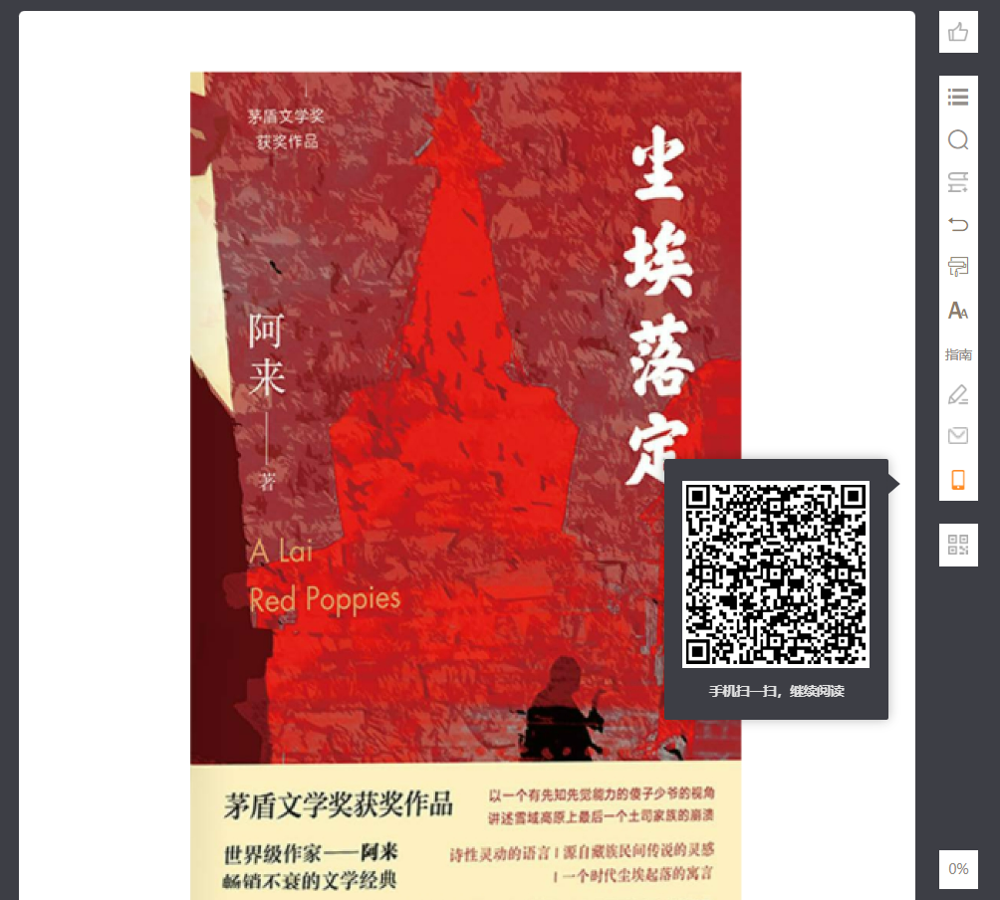 茅盾文学奖
获奖作品
尘埃落定
阿来
著
A Lai
Red Poppies
指南
手机扫一扫，继续阅读
茅盾文学奖获奖作品
以一个有先知先觉能力的傻子少爷的视角
讲述雪域高原上最后一个土司家族的崩溃
世界级作家——阿来
畅销不衰的文学经典
诗性灵动的语言 | 源自藏族民间传说的灵感
| 一个时代尘埃起落的寓言
0%